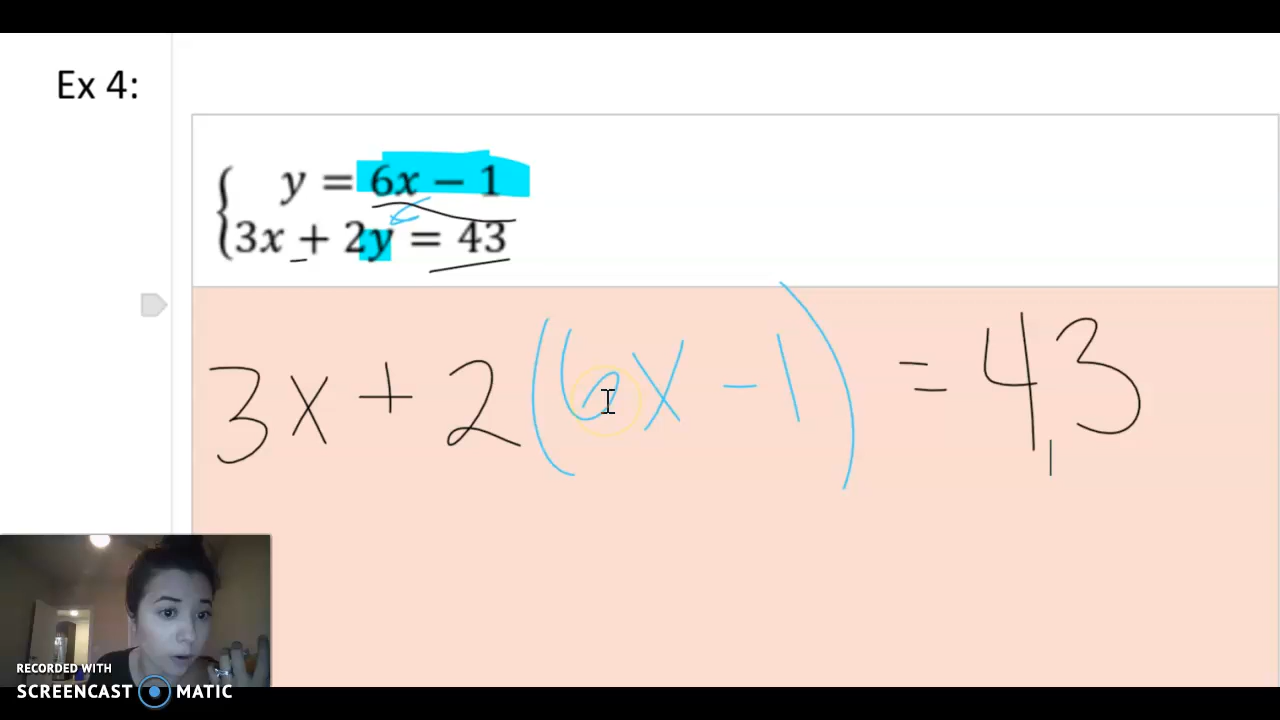 Ex 4:
y = 6x − 1
3x + 2y = 43
3x + 2(6x − 1) = 43
RECORDED WITH
SCREENCAST MATIC